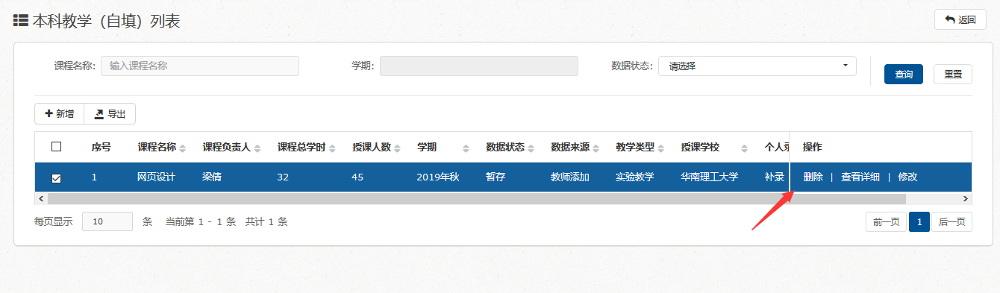 本科教学（自填）列表 返回
课程名称: 输入课程名称 学期: 数据状态: 请选择 查询 重置
新增 导出
序号 课程名称 课程负责人 课程总学时 授课人数 学期 数据状态 数据来源 教学类型 授课学校 个人 操作
1 网页设计 梁倩 32 45 2019年秋 暂存 教师添加 实验教学 华南理工大学 补录 删除 | 查看详细 | 修改
每页显示 10 条 当前第 1 - 1 条 共计 1 条 前一页 1 后一页